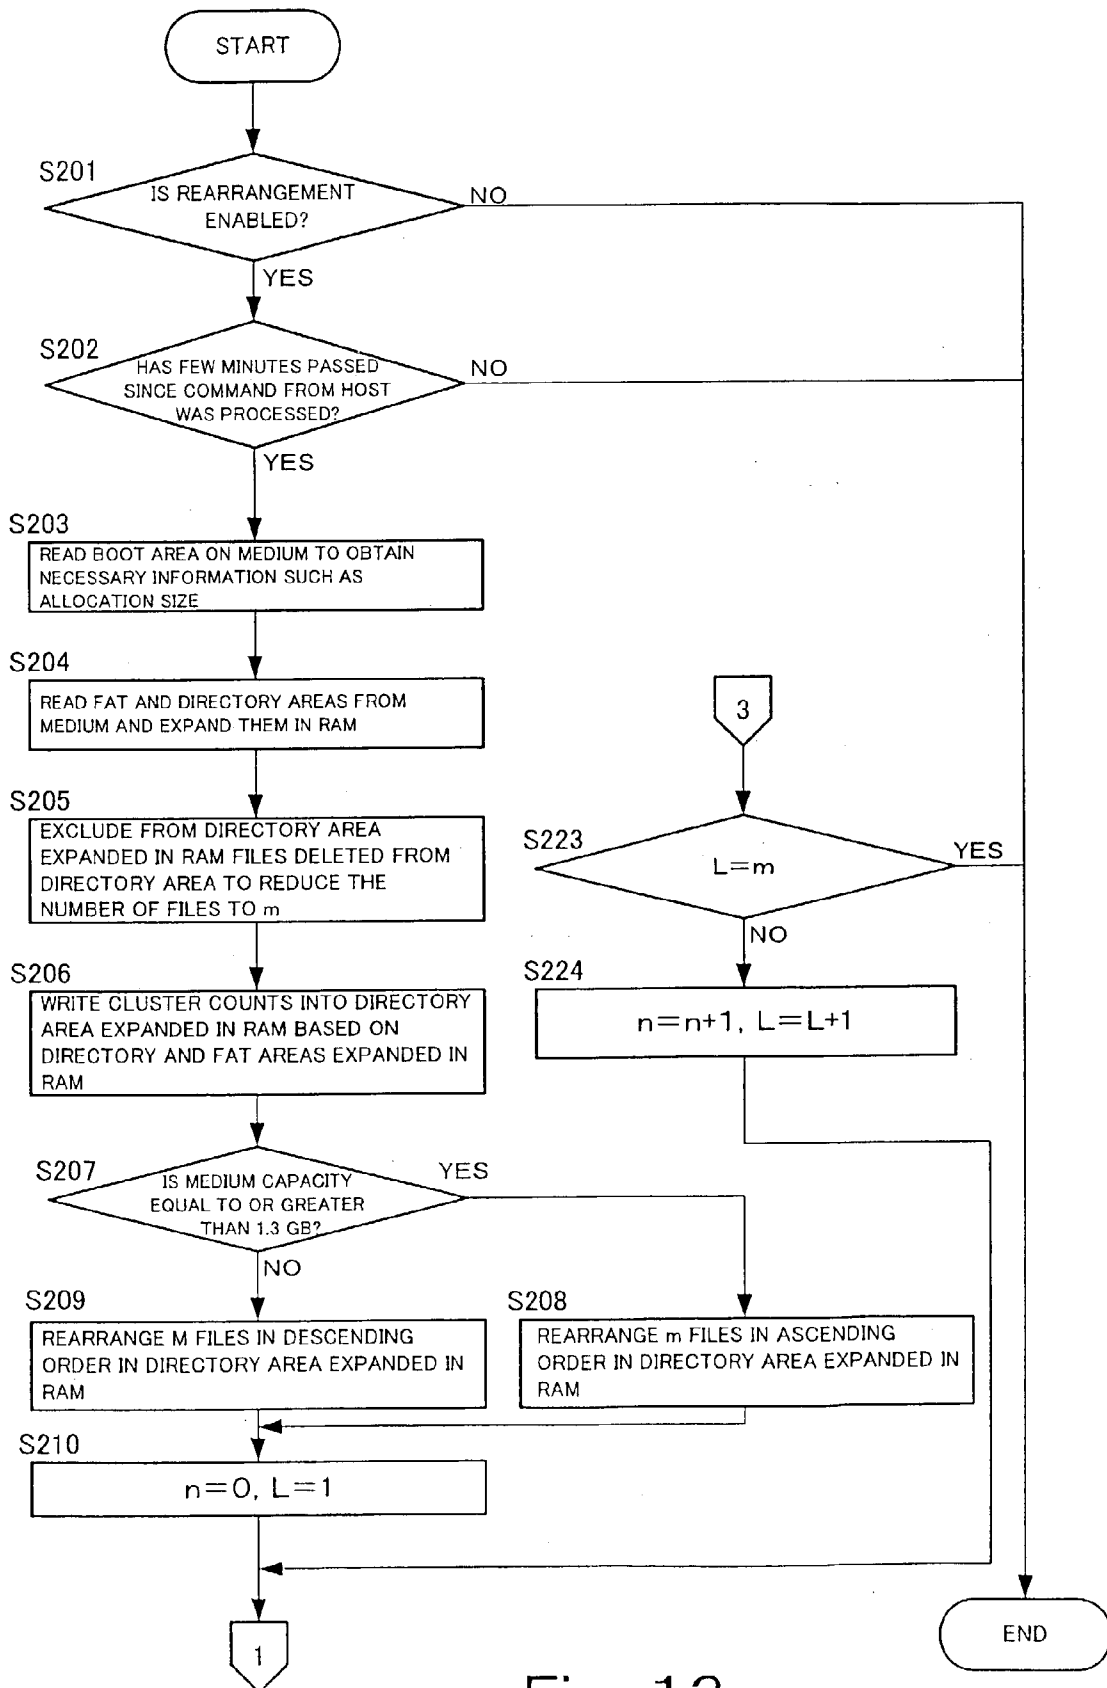 START
S201
IS REARRANGEMENT
ENABLED?
NO
YES
S202
HAS FEW MINUTES PASSED
SINCE COMMAND FROM HOST
WAS PROCESSED?
NO
YES
S203
READ BOOT AREA ON MEDIUM TO OBTAIN
NECESSARY INFORMATION SUCH AS
ALLOCATION SIZE
S204
READ FAT AND DIRECTORY AREAS FROM
MEDIUM AND EXPAND THEM IN RAM
S205
EXCLUDE FROM DIRECTORY AREA
EXPANDED IN RAM FILES DELETED FROM
DIRECTORY AREA TO REDUCE THE
NUMBER OF FILES TO m
S206
WRITE CLUSTER COUNTS INTO DIRECTORY
AREA EXPANDED IN RAM BASED ON
DIRECTORY AND FAT AREAS EXPANDED IN
RAM
S207
IS MEDIUM CAPACITY
EQUAL TO OR GREATER
THAN 1.3 GB?
YES
NO
S209
REARRANGE M FILES IN DESCENDING
ORDER IN DIRECTORY AREA EXPANDED IN
RAM
S208
REARRANGE m FILES IN ASCENDING
ORDER IN DIRECTORY AREA EXPANDED IN
RAM
S210
n=0, L=1
1
3
S223
L=m
YES
NO
S224
n=n+1, L=L+1
END